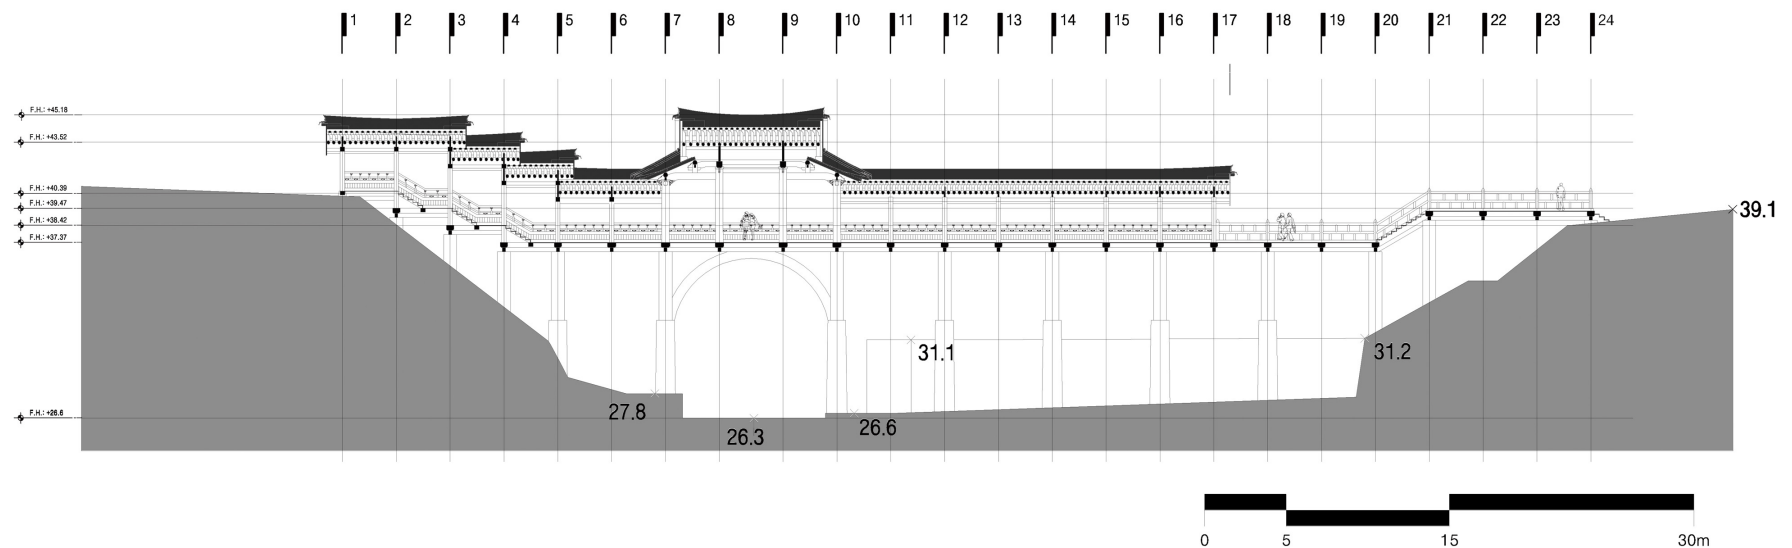 1 2 3 4 5 6 7 8 9 10 11 12 13 14 15 16 17 18 19 20 21 22 23 24
F.H.: +45.18
F.H.: +43.52
F.H.: +40.39
F.H.: +39.47
39.1
F.H.: +38.42
F.H.: +37.37
31.1
31.2
27.8
F.H.: +26.6
26.3
26.6
0 5 15 30m